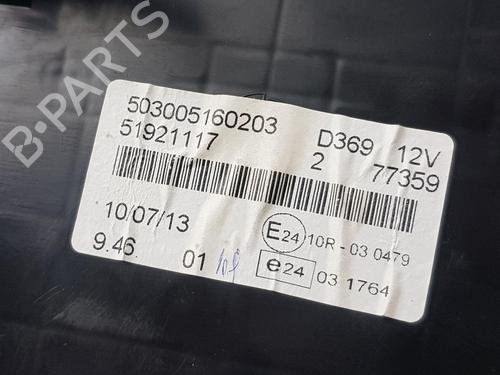 B-PARTS
503005160203 D369 12V
51921117 2 77359
10/07/13 E24 10R-03 0479
9.46 01 e24 03 1764